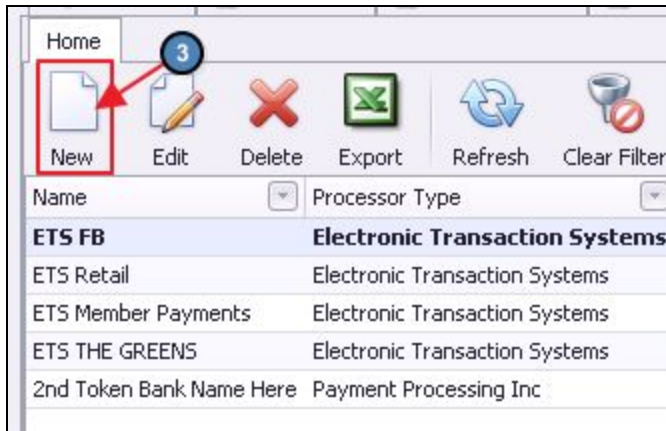 Home
3
New Edit Delete Export Refresh Clear Filter
Name Processor Type
ETS FB Electronic Transaction Systems
ETS Retail Electronic Transaction Systems
ETS Member Payments Electronic Transaction Systems
ETS THE GREENS Electronic Transaction Systems
2nd Token Bank Name Here Payment Processing Inc